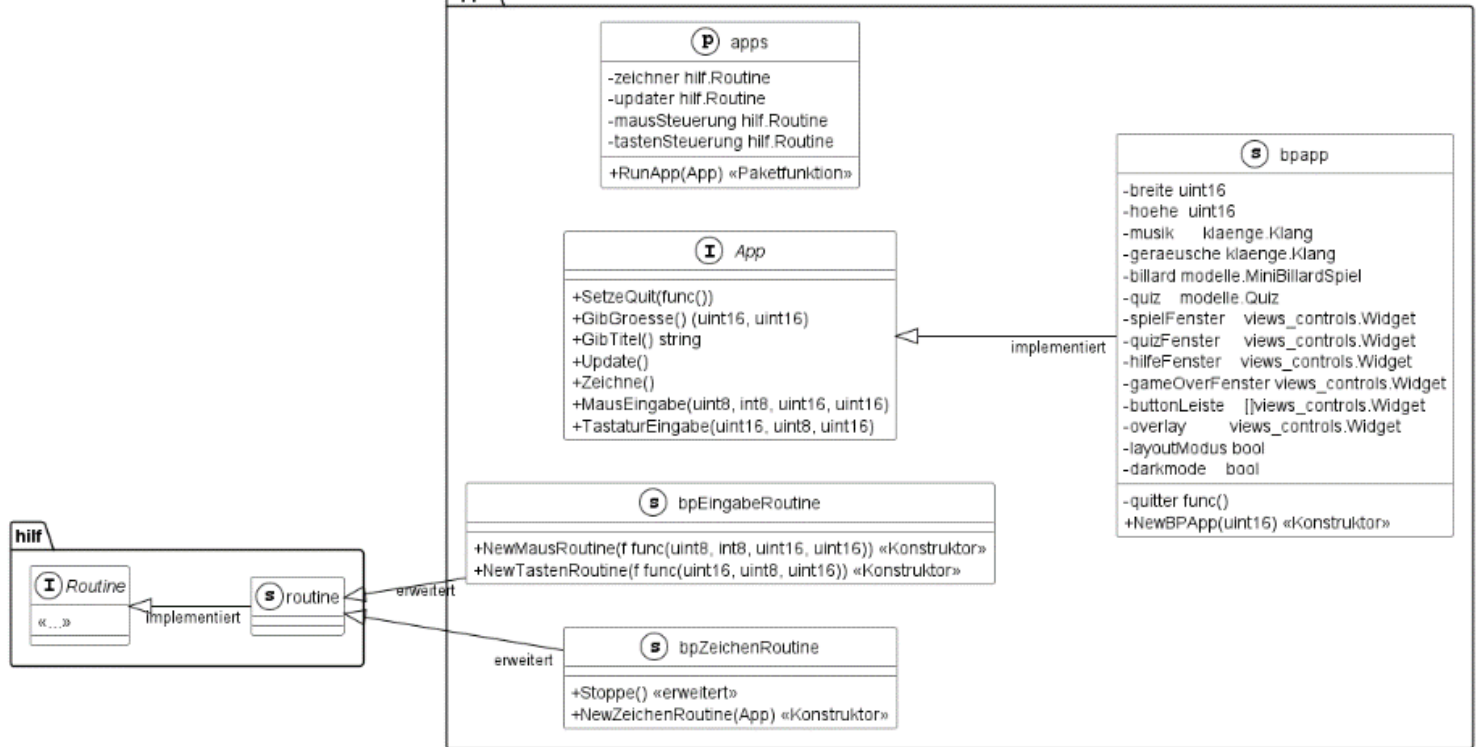 P apps
-zeichner hilf.Routine
-updater hilf.Routine
-mausSteuerung hilf.Routine
-tastenSteuerung hilf.Routine
+RunApp(App) «Paketfunktion»
S bpapp
-breite uint16
-hoehe uint16
-musik klaenge.Klang
-geraeusche klaenge.Klang
-billard modelle.MiniBillardSpiel
-quiz modelle.Quiz
-spielFenster views_controls.Widget
-quizFenster views_controls.Widget
-hilfeFenster views_controls.Widget
-gameOverFenster views_controls.Widget
-buttonLeiste []views_controls.Widget
-overlay views_controls.Widget
-layoutModus bool
-darkmode bool
-quitter func()
+NewBPApp(uint16) «Konstruktor»
I App
+SetzeQuit(func())
+GibGroesse() (uint16, uint16)
+GibTitel() string
+Update()
+Zeichne()
+MausEingabe(uint8, int8, uint16, uint16)
+TastaturEingabe(uint16, uint8, uint16)
implementiert
S bpEingabeRoutine
+NewMausRoutine(f func(uint8, int8, uint16, uint16)) «Konstruktor»
+NewTastenRoutine(f func(uint16, uint8, uint16)) «Konstruktor»
hilf
I Routine
«...»
implementiert
S routine
erweitert
erweitert
S bpZeichenRoutine
+Stoppe() «erweitert»
+NewZeichenRoutine(App) «Konstruktor»